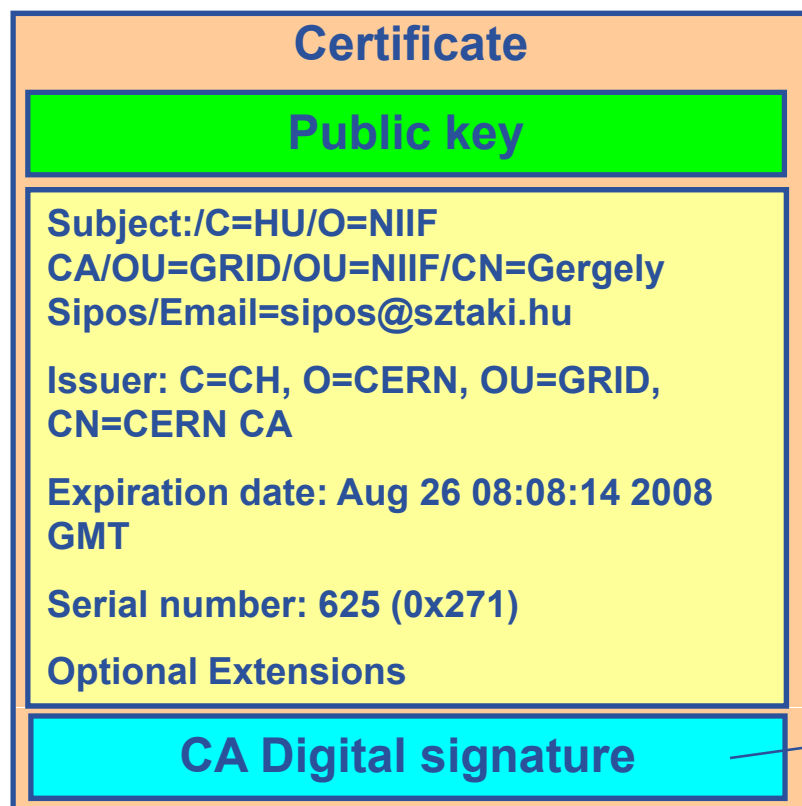 Certificate
Public key
Subject:/C=HU/O=NIIF
CA/OU=GRID/OU=NIIF/CN=Gergely
Sipos/Email=sipos@sztaki.hu
Issuer: C=CH, O=CERN, OU=GRID,
CN=CERN CA
Expiration date: Aug 26 08:08:14 2008
GMT
Serial number: 625 (0x271)
Optional Extensions
CA Digital signature